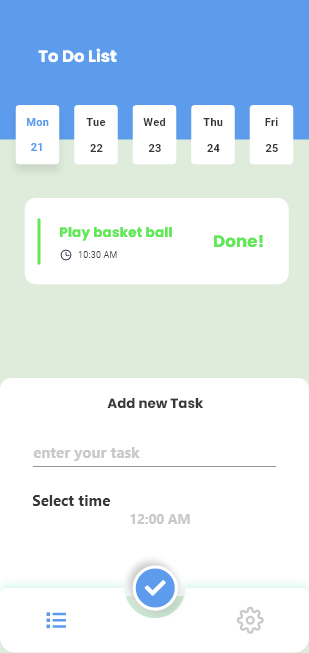 To Do List
Mon Tue Wed Thu Fri
21 22 23 24 25
Play basket ball
Done!
10:30 AM
Add new Task
enter your task
Select time
12:00 AM